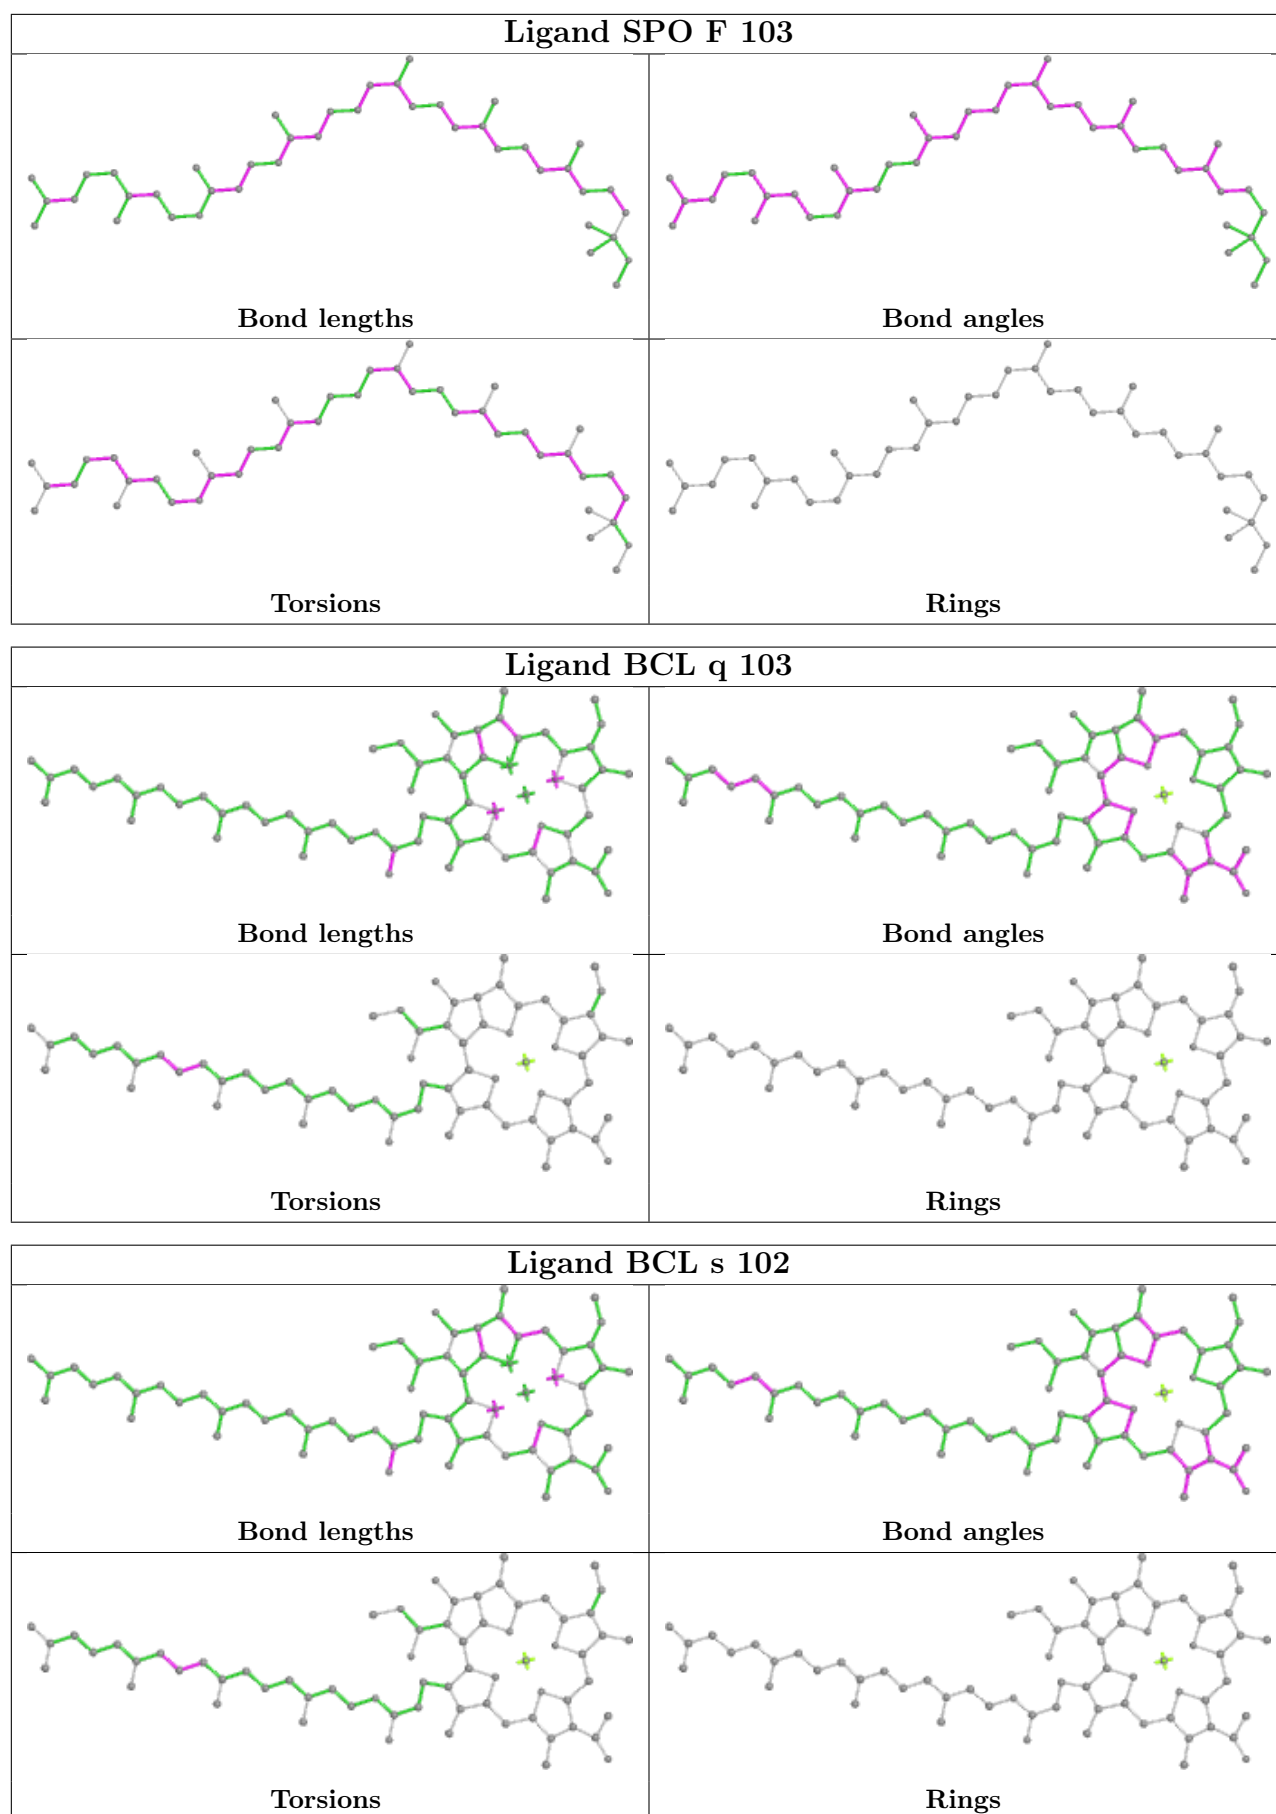 Ligand SPO F 103
Bond lengths
Bond angles
Torsions
Rings
Ligand BCL q 103
Bond lengths
Bond angles
Torsions
Rings
Ligand BCL s 102
Bond lengths
Bond angles
Torsions
Rings